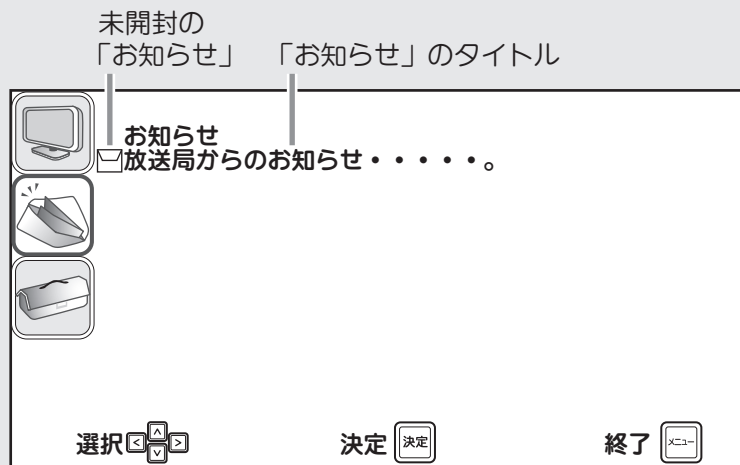 未開封の
「お知らせ」 「お知らせ」のタイトル
お知らせ
放送局からのお知らせ・・・・・。
選択 決定 決定 終了 メニュー